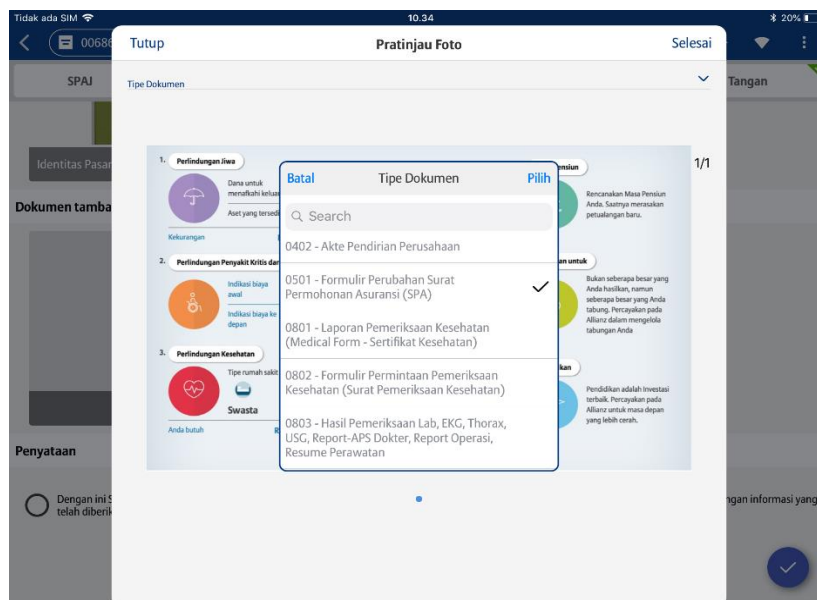 Tidak ada SIM
10.34
20%
00686
Tutup
Pratinjau Foto
Selesai
SPAJ
Tangan
Tipe Dokumen
Identitas Pasan
1/1
Dokumen tamba
1. Perlindungan Jiwa
Dana untuk
menafkahi keluar
Aset yang tersedi
Kekurangan
2. Perlindungan Penyakit Kritis dan
Indikasi biaya
awal
Indikasi biaya ke
depan
3. Perlindungan Kesehatan
Tipe rumah sakit
Swasta
Anda butuh
R
Batal
Tipe Dokumen
Pilih
Search
0402 - Akte Pendirian Perusahaan
0501 - Formulir Perubahan Surat
Permohonan Asuransi (SPA)
0801 - Laporan Pemeriksaan Kesehatan
(Medical Form - Sertifikat Kesehatan)
0802 - Formulir Permintaan Pemeriksaan
Kesehatan (Surat Pemeriksaan Kesehatan)
0803 - Hasil Pemeriksaan Lab, EKG, Thorax,
USG, Report-APS Dokter, Report Operasi,
Resume Perawatan
ensiun
Rencanakan Masa Pensiun
Anda. Saatnya merasakan
petualangan baru.
an untuk
Bukan seberapa besar yang
Anda hasilkan, namun
seberapa besar yang Anda
tabung. Percayakan pada
Allianz dalam mengelola
tabungan Anda
kan
Pendidikan adalah Investasi
terbaik. Percayakan pada
Allianz untuk masa depan
yang lebih cerah.
Penyataan
Dengan ini S
telah diberik
ngan informasi yang